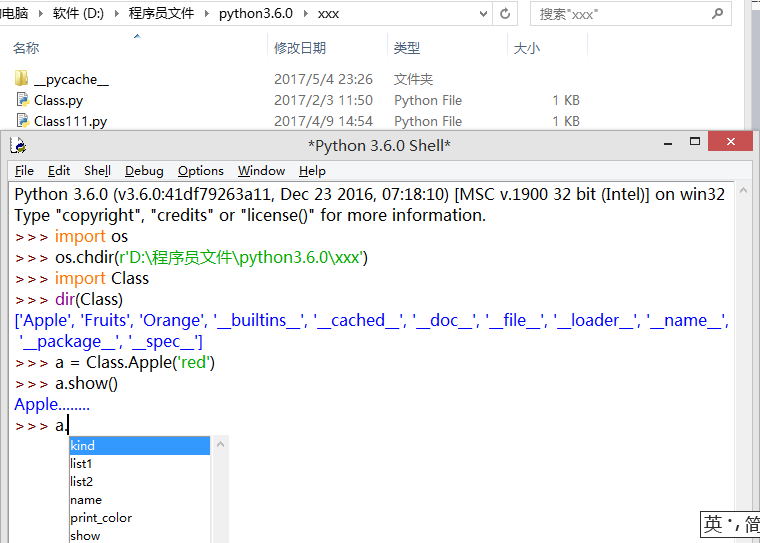 电脑 软件 (D:) 程序员文件 python3.6.0 xxx 搜索"xxx"
名称 修改日期 类型 大小
__pycache__ 2017/5/4 23:26 文件夹
Class.py 2017/2/3 11:50 Python File 1 KB
Class111.py 2017/4/9 14:54 Python File 1 KB
*Python 3.6.0 Shell*
File Edit Shell Debug Options Window Help
Python 3.6.0 (v3.6.0:41df79263a11, Dec 23 2016, 07:18:10) [MSC v.1900 32 bit (Intel)] on win32
Type "copyright", "credits" or "license()" for more information.
>>> import os
>>> os.chdir(r'D:\程序员文件\python3.6.0\xxx')
>>> import Class
>>> dir(Class)
['Apple', 'Fruits', 'Orange', '__builtins__', '__cached__', '__doc__', '__file__', '__loader__', '__name__',
'__package__', '__spec__']
>>> a = Class.Apple('red')
>>> a.show()
Apple........
>>> a.
kind
list1
list2
name
print_color
show
英 简